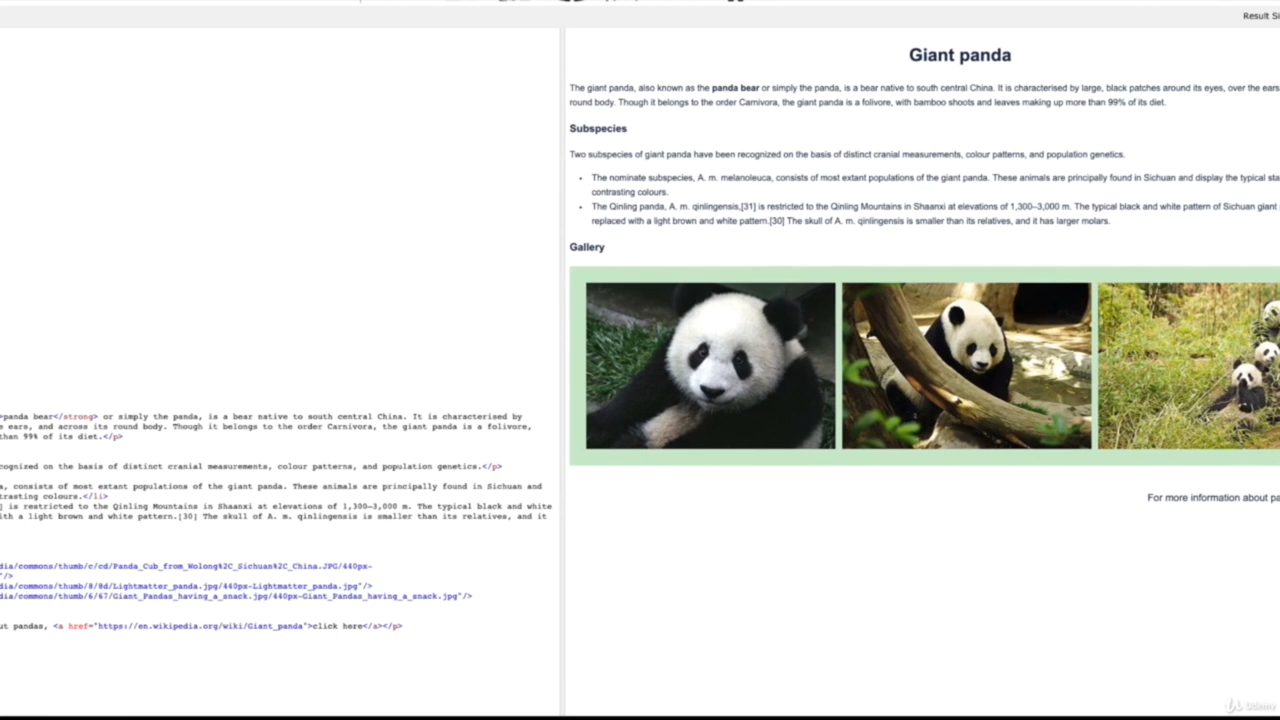 Result Si
>panda bear</strong> or simply the panda, is a bear native to south central China. It is characterised by
e ears, and across its round body. Though it belongs to the order Carnivora, the giant panda is a folivore,
than 99% of its diet.</p>
cognized on the basis of distinct cranial measurements, colour patterns, and population genetics.</p>
a, consists of most extant populations of the giant panda. These animals are principally found in Sichuan and
trasting colours.</li>
] is restricted to the Qinling Mountains in Shaanxi at elevations of 1,300–3,000 m. The typical black and white
ith a light brown and white pattern.[30] The skull of A. m. qinlingensis is smaller than its relatives, and it
dia/commons/thumb/c/cd/Panda_Cub_from_Wolong%2C_Sichuan%2C_China.JPG/440px-
"/>
dia/commons/thumb/8/8d/Lightmatter_panda.jpg/440px-Lightmatter_panda.jpg"/>
dia/commons/thumb/6/67/Giant_Pandas_having_a_snack.jpg/440px-Giant_Pandas_having_a_snack.jpg"/>
ut pandas, <a href="https://en.wikipedia.org/wiki/Giant_panda">click here</a></p>
Giant panda
The giant panda, also known as the panda bear or simply the panda, is a bear native to south central China. It is characterised by large, black patches around its eyes, over the ears
round body. Though it belongs to the order Carnivora, the giant panda is a folivore, with bamboo shoots and leaves making up more than 99% of its diet.
Subspecies
Two subspecies of giant panda have been recognized on the basis of distinct cranial measurements, colour patterns, and population genetics.
• The nominate subspecies, A. m. melanoleuca, consists of most extant populations of the giant panda. These animals are principally found in Sichuan and display the typical sta
contrasting colours.
• The Qinling panda, A. m. qinlingensis,[31] is restricted to the Qinling Mountains in Shaanxi at elevations of 1,300–3,000 m. The typical black and white pattern of Sichuan giant
replaced with a light brown and white pattern.[30] The skull of A. m. qinlingensis is smaller than its relatives, and it has larger molars.
Gallery
For more information about pa
Udemy